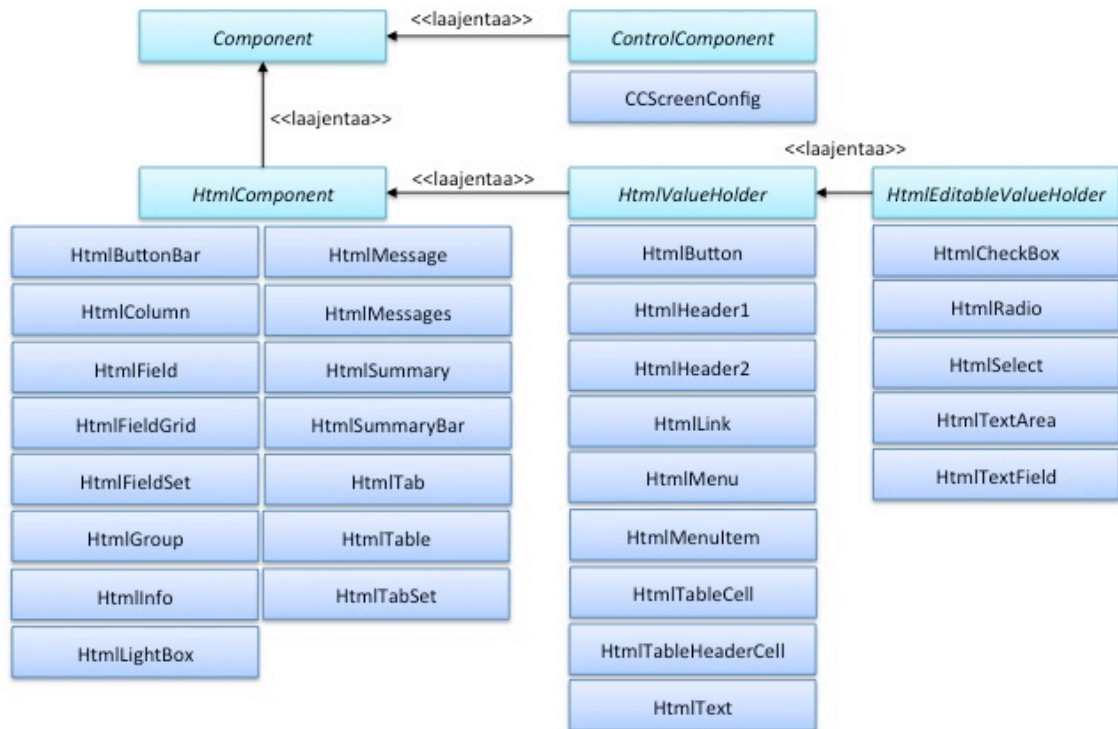 <<laajentaa>>
Component
ControlComponent
CCScreenConfig
<<laajentaa>>
<<laajentaa>>
<<laajentaa>>
HtmlComponent
HtmlValueHolder
HtmlEditableValueHolder
HtmlButtonBar
HtmlMessage
HtmlButton
HtmlCheckBox
HtmlColumn
HtmlMessages
HtmlHeader1
HtmlRadio
HtmlField
HtmlSummary
HtmlHeader2
HtmlSelect
HtmlFieldGrid
HtmlSummaryBar
HtmlLink
HtmlTextArea
HtmlFieldSet
HtmlTab
HtmlMenu
HtmlTextField
HtmlGroup
HtmlTable
HtmlMenuItem
HtmlInfo
HtmlTabSet
HtmlTableCell
HtmlLightBox
HtmlTableHeaderCell
HtmlText